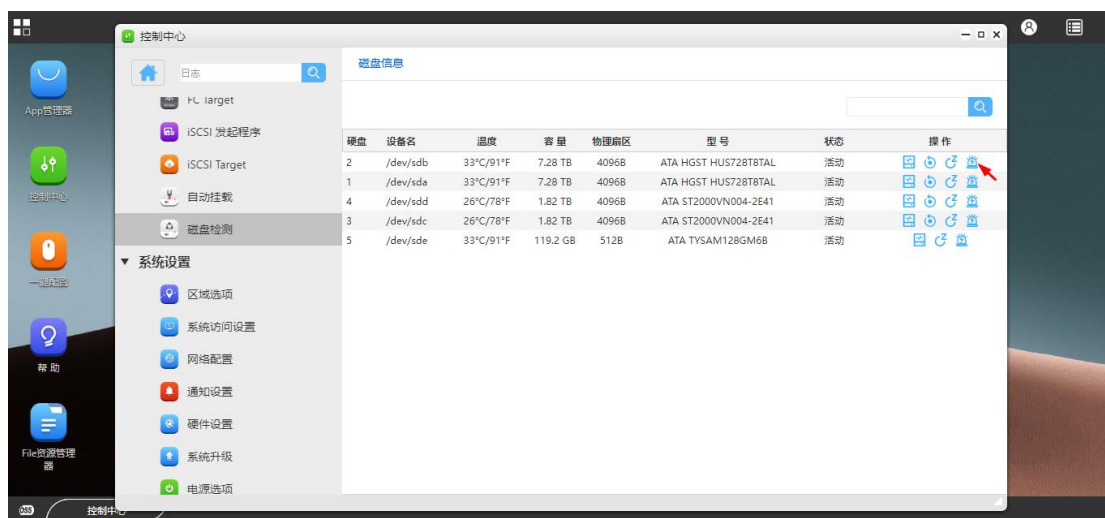 控制中心
App管理器
控制中心
一键配置
帮 助
File资源管理
器
日志
FC Target
iSCSI 发起程序
iSCSI Target
自动挂载
磁盘检测
系统设置
区域选项
系统访问设置
网络配置
通知设置
硬件设置
系统升级
电源选项
磁盘信息
硬盘 设备名 温度 容 量 物理扇区 型 号 状态 操 作
2 /dev/sdb 33°C/91°F 7.28 TB 4096B ATA HGST HUS728T8TAL 活动
1 /dev/sda 33°C/91°F 7.28 TB 4096B ATA HGST HUS728T8TAL 活动
4 /dev/sdd 26°C/78°F 1.82 TB 4096B ATA ST2000VN004-2E41 活动
3 /dev/sdc 26°C/78°F 1.82 TB 4096B ATA ST2000VN004-2E41 活动
5 /dev/sde 33°C/91°F 119.2 GB 512B ATA TYSAM128GM6B 活动
OSS 控制中心